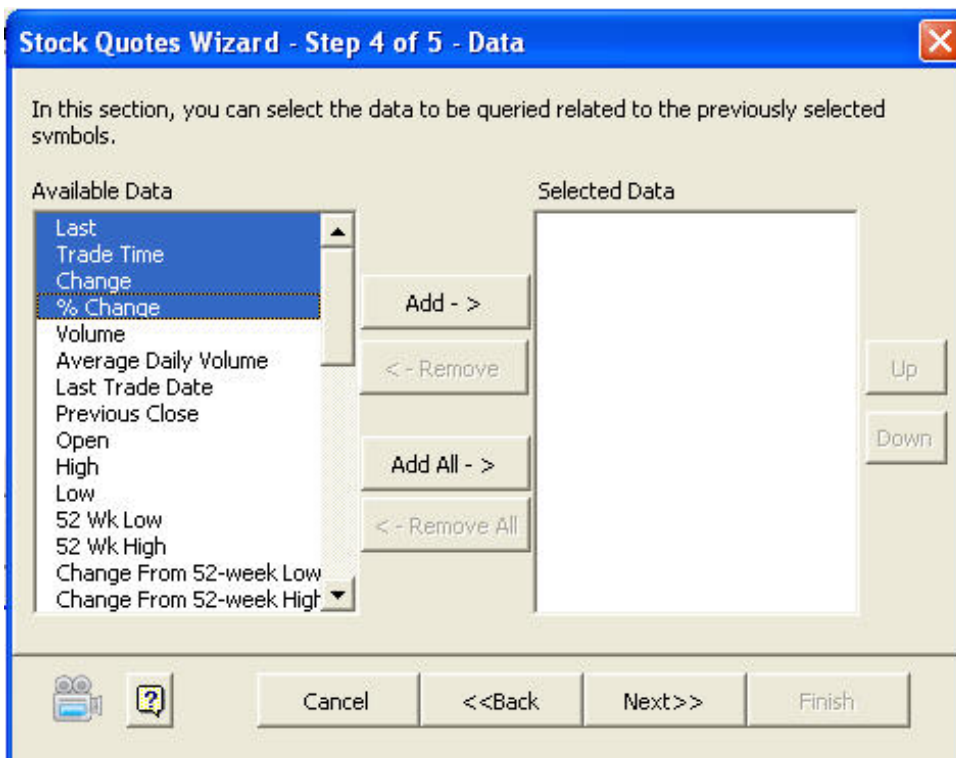 Stock Quotes Wizard - Step 4 of 5 - Data
In this section, you can select the data to be queried related to the previously selected
symbols.
Available Data
Selected Data
Last
Trade Time
Change
% Change
Volume
Average Daily Volume
Last Trade Date
Previous Close
Open
High
Low
52 Wk Low
52 Wk High
Change From 52-week Low
Change From 52-week High
Add - >
< - Remove
Add All - >
< - Remove All
Up
Down
?
Cancel
<<Back
Next>>
Finish